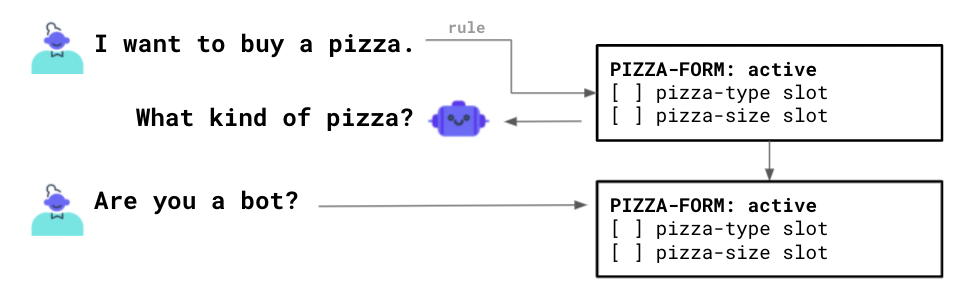 I want to buy a pizza.
rule
PIZZA-FORM: active
[ ] pizza-type slot
[ ] pizza-size slot
What kind of pizza?
Are you a bot?
PIZZA-FORM: active
[ ] pizza-type slot
[ ] pizza-size slot